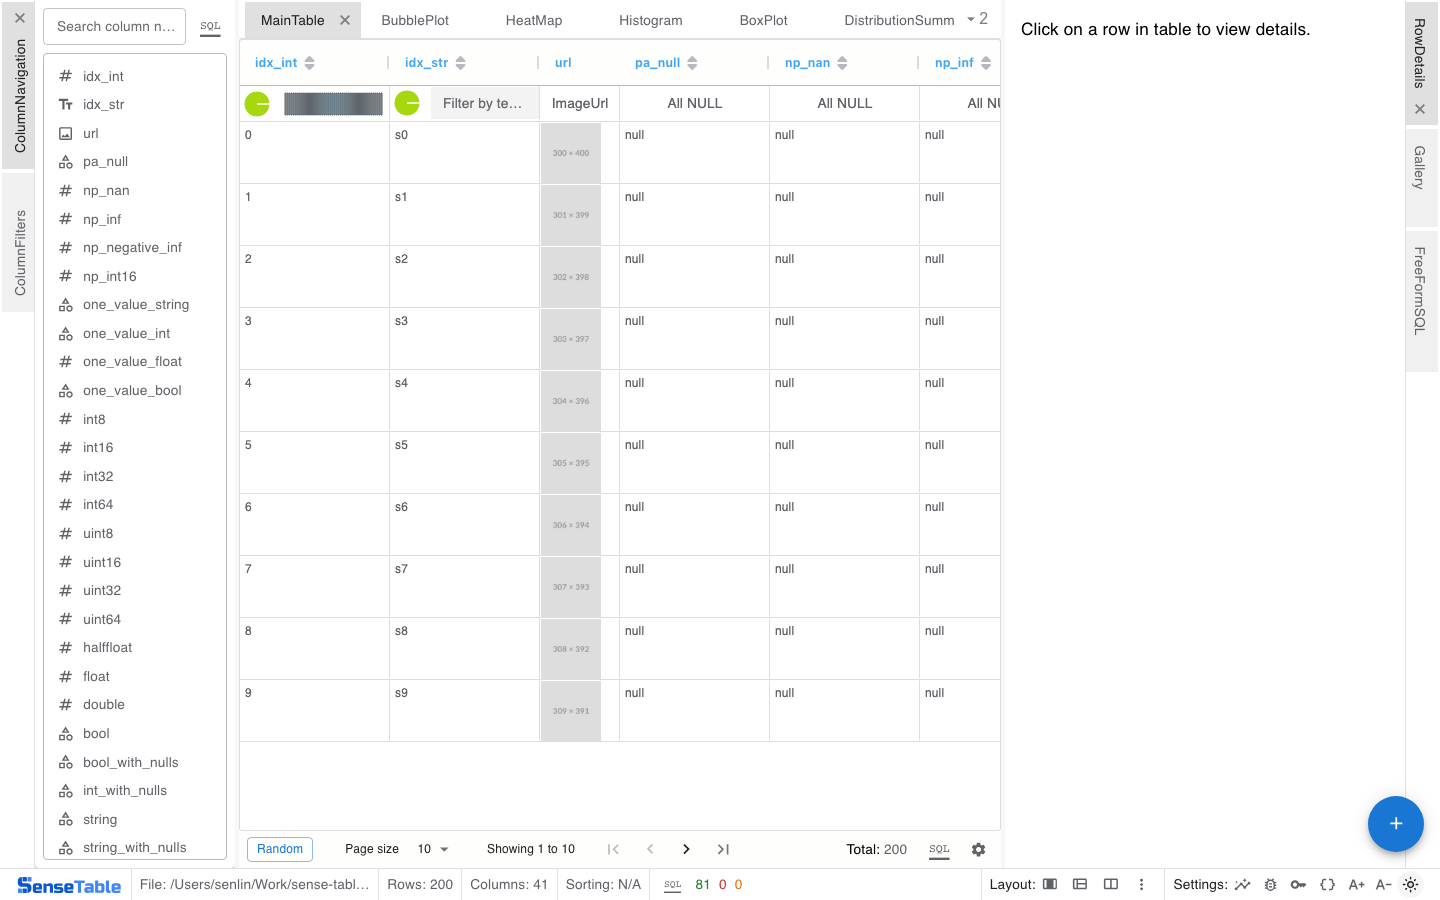 ColumnNavigation
ColumnFilters
Search column n...
SQL
idx_int
idx_str
url
pa_null
np_nan
np_inf
np_negative_inf
np_int16
one_value_string
one_value_int
one_value_float
one_value_bool
int8
int16
int32
int64
uint8
uint16
uint32
uint64
halffloat
float
double
bool
bool_with_nulls
int_with_nulls
string
string_with_nulls
MainTable BubblePlot HeatMap Histogram BoxPlot DistributionSumm 2
idx_int idx_str url pa_null np_nan np_inf
Filter by te... ImageUrl All NULL All NULL All NU
0 s0 300 × 400 null null null
1 s1 301 × 399 null null null
2 s2 302 × 398 null null null
3 s3 303 × 397 null null null
4 s4 304 × 396 null null null
5 s5 305 × 395 null null null
6 s6 306 × 394 null null null
7 s7 307 × 393 null null null
8 s8 308 × 392 null null null
9 s9 309 × 391 null null null
Random Page size 10 Showing 1 to 10 Total: 200 SQL
Click on a row in table to view details.
RowDetails
Gallery
FreeFormSQL
+
SenseTable File: /Users/senlin/Work/sense-tabl... Rows: 200 Columns: 41 Sorting: N/A SQL 81 0 0 Layout: Settings: A+ A-